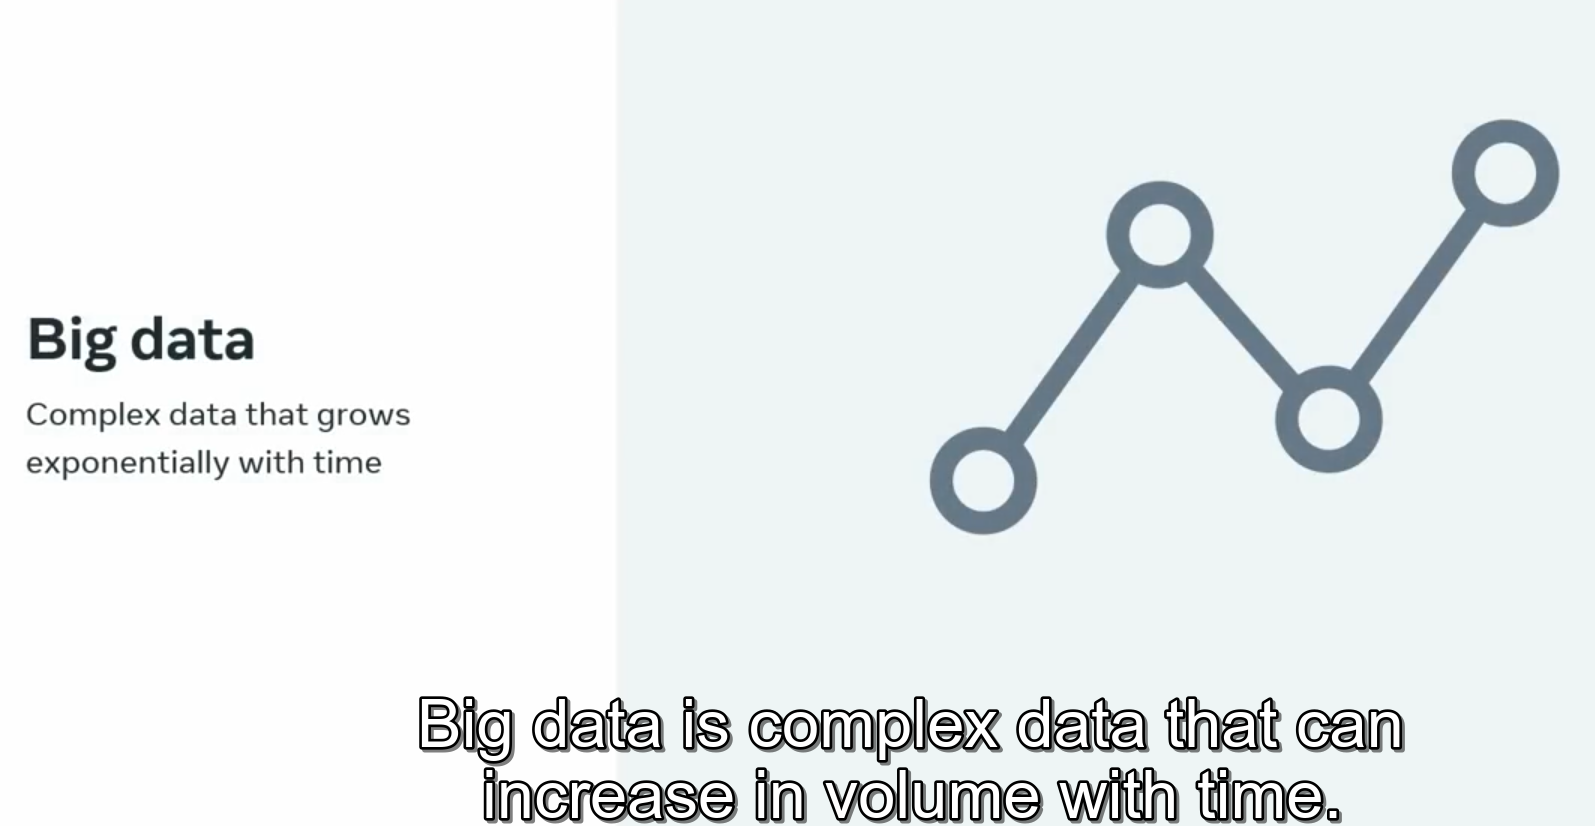 Big data
Complex data that grows
exponentially with time
Big data is complex data that can
increase in volume with time.